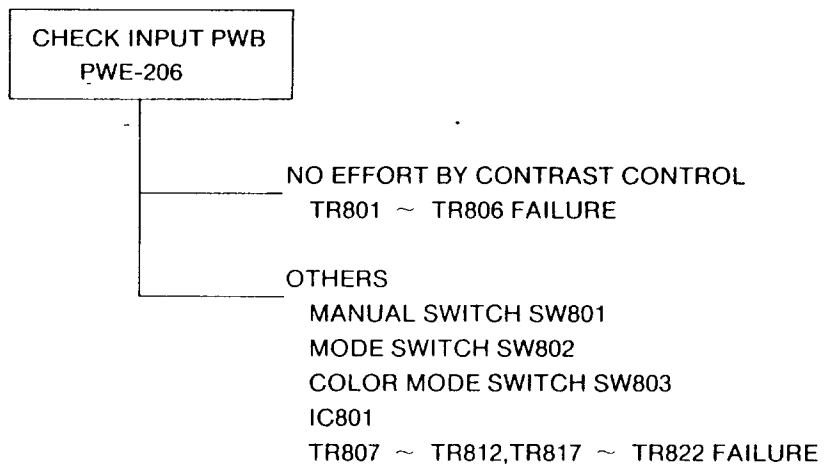 CHECK INPUT PWB
PWE-206
NO EFFORT BY CONTRAST CONTROL
TR801 ~ TR806 FAILURE
OTHERS
MANUAL SWITCH SW801
MODE SWITCH SW802
COLOR MODE SWITCH SW803
IC801
TR807 ~ TR812,TR817 ~ TR822 FAILURE